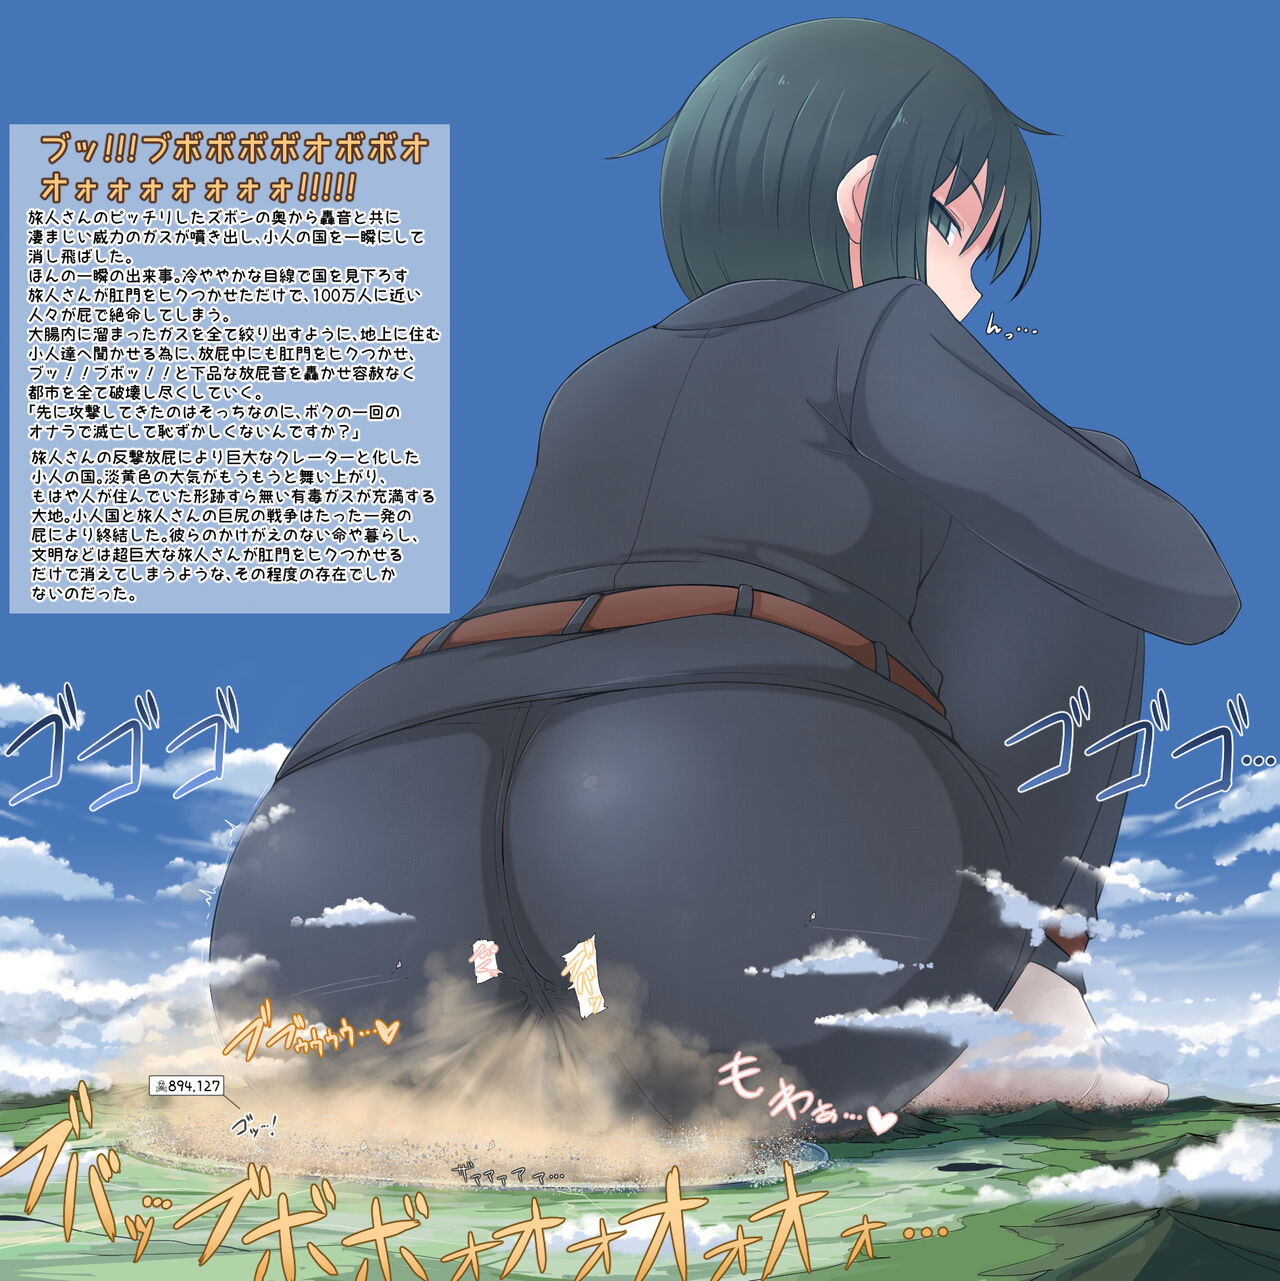 ブッ!!!ブボボボボオボボオ
オォォォォォォォ!!!!!
旅人さんのピッチリしたズボンの奥から轟音と共に
凄まじい威力のガスが噴き出し、小人の国を一瞬にして
消し飛ばした。
ほんの一瞬の出来事。冷ややかな目線で国を見下ろす
旅人さんが肛門をヒクつかせただけで、100万人に近い
人々が屁で絶命してしまう。
大腸内に溜まったガスを全て絞り出すように、地上に住む
小人達へ聞かせる為に、放屁中にも肛門をヒクつかせ、
ブッ！！ブボッ！！と下品な放屁音を轟かせ容赦なく
都市を全て破壊し尽くしていく。
「先に攻撃してきたのはそっちなのに、ボクの一回の
オナラで滅亡して恥ずかしくないんですか？」
旅人さんの反撃放屁により巨大なクレーターと化した
小人の国。淡黄色の大気がもうもうと舞い上がり、
もはや人が住んでいた形跡すら無い有毒ガスが充満する
大地。小人国と旅人さんの巨尻の戦争はたった一発の
屁により終結した。彼らのかけがえのない命や暮らし、
文明などは超巨大な旅人さんが肛門をヒクつかせる
だけで消えてしまうような、その程度の存在でしか
ないのだった。
んっ…
ゴゴゴ
ゴゴゴ…
ブバッ
ブブゥゥゥゥ…♡
もわぁ…♡
☠894,127
ゴッ…!
ザァァァァァ…
ブバッ…ブボボォォオォオォ…